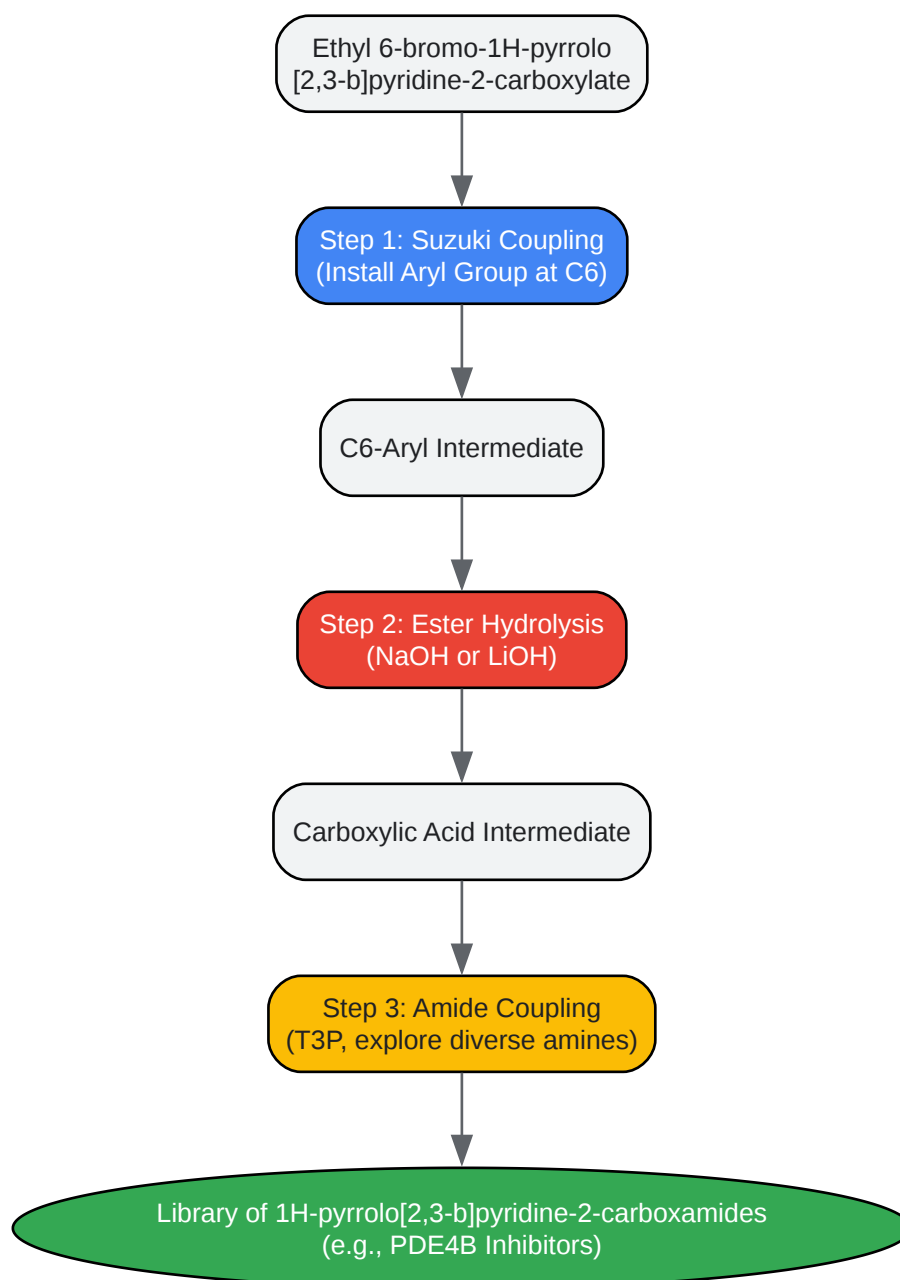 Ethyl 6-bromo-1H-pyrrolo
[2,3-b]pyridine-2-carboxylate
Step 1: Suzuki Coupling
(Install Aryl Group at C6)
C6-Aryl Intermediate
Step 2: Ester Hydrolysis
(NaOH or LiOH)
Carboxylic Acid Intermediate
Step 3: Amide Coupling
(T3P, explore diverse amines)
Library of 1H-pyrrolo[2,3-b]pyridine-2-carboxamides
(e.g., PDE4B Inhibitors)